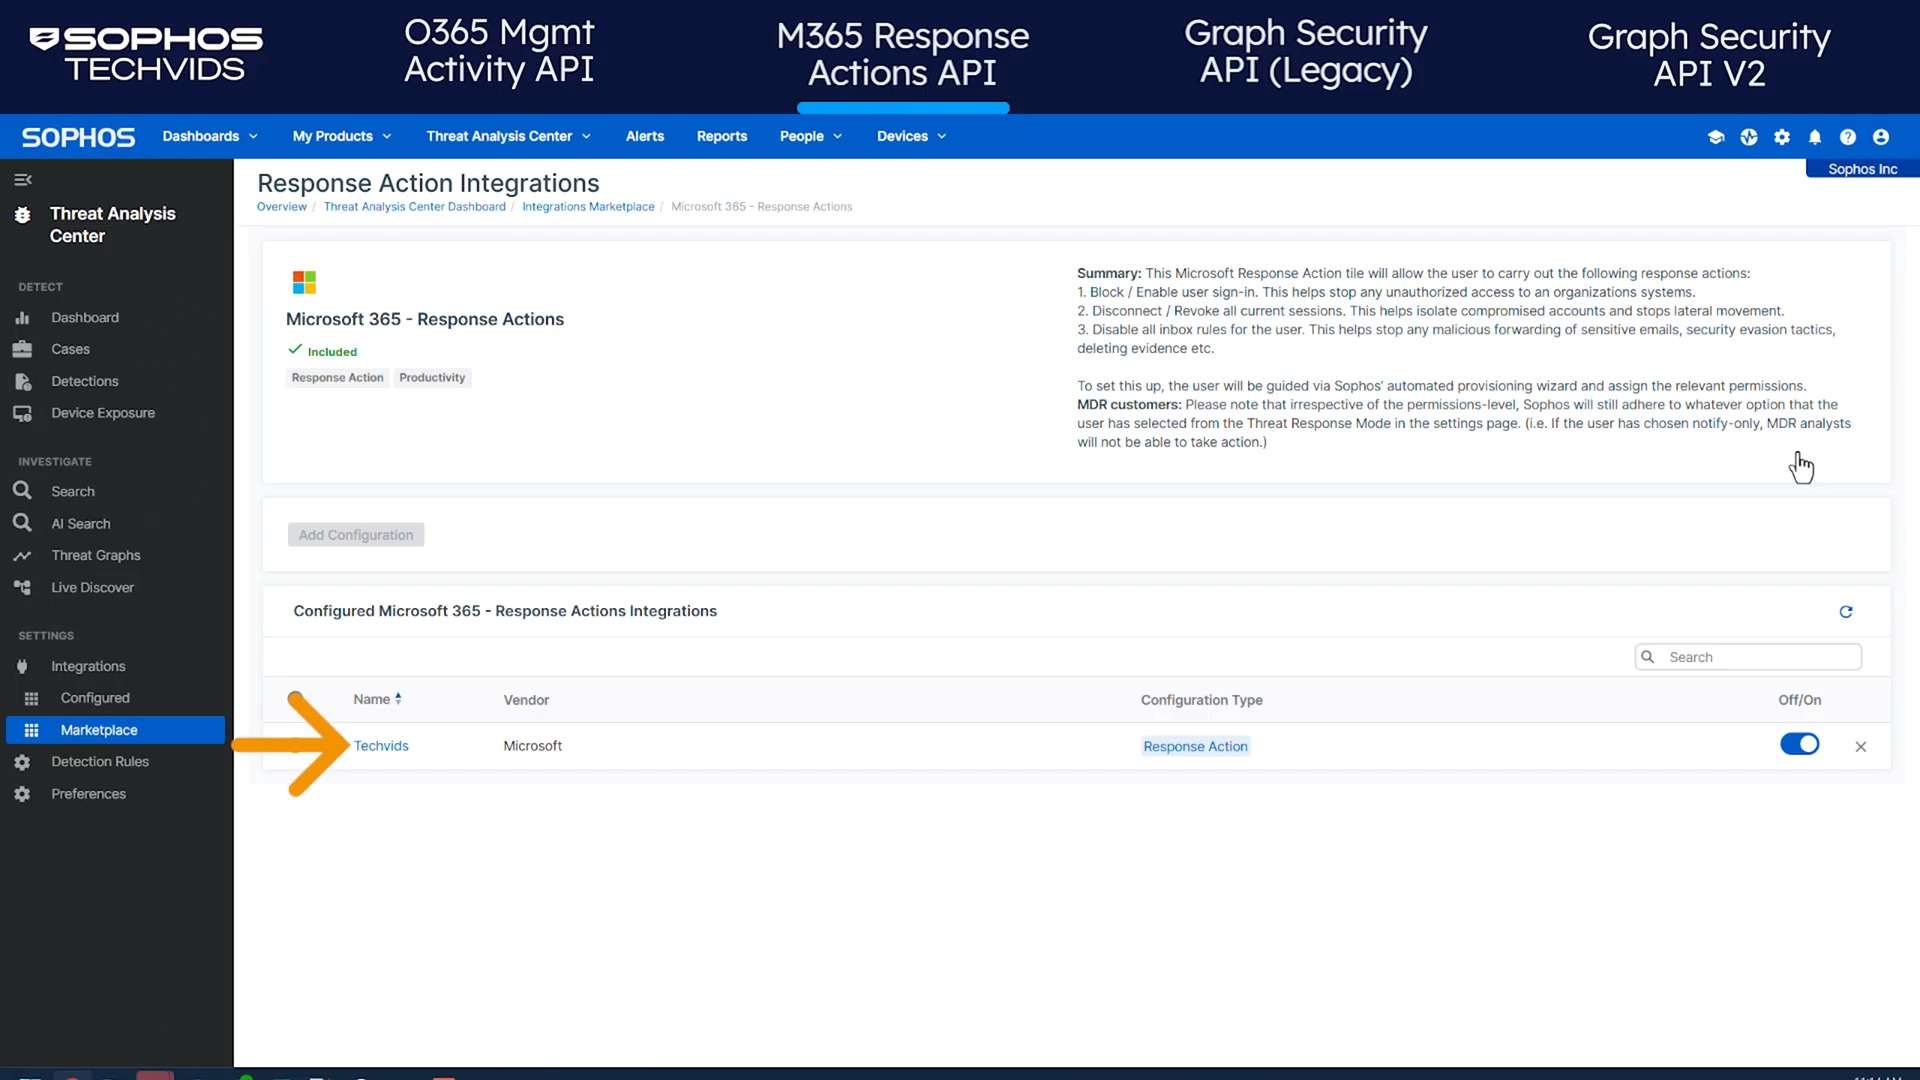 SOPHOS
TECHVIDS
O365 Mgmt
Activity API
M365 Response
Actions API
Graph Security
API (Legacy)
Graph Security
API V2
SOPHOS
Dashboards
My Products
Threat Analysis Center
Alerts
Reports
People
Devices
Sophos Inc
Threat Analysis
Center
DETECT
Dashboard
Cases
Detections
Device Exposure
INVESTIGATE
Search
AI Search
Threat Graphs
Live Discover
SETTINGS
Integrations
Configured
Marketplace
Detection Rules
Preferences
Response Action Integrations
Overview / Threat Analysis Center Dashboard / Integrations Marketplace / Microsoft 365 - Response Actions
Microsoft 365 - Response Actions
Included
Response Action Productivity
Summary: This Microsoft Response Action tile will allow the user to carry out the following response actions:
1. Block / Enable user sign-in. This helps stop any unauthorized access to an organizations systems.
2. Disconnect / Revoke all current sessions. This helps isolate compromised accounts and stops lateral movement.
3. Disable all inbox rules for the user. This helps stop any malicious forwarding of sensitive emails, security evasion tactics,
deleting evidence etc.
To set this up, the user will be guided via Sophos' automated provisioning wizard and assign the relevant permissions.
MDR customers: Please note that irrespective of the permissions-level, Sophos will still adhere to whatever option that the
user has selected from the Threat Response Mode in the settings page. (i.e. If the user has chosen notify-only, MDR analysts
will not be able to take action.)
Add Configuration
Configured Microsoft 365 - Response Actions Integrations
Search
Name Vendor Configuration Type Off/On
Techvids Microsoft Response Action